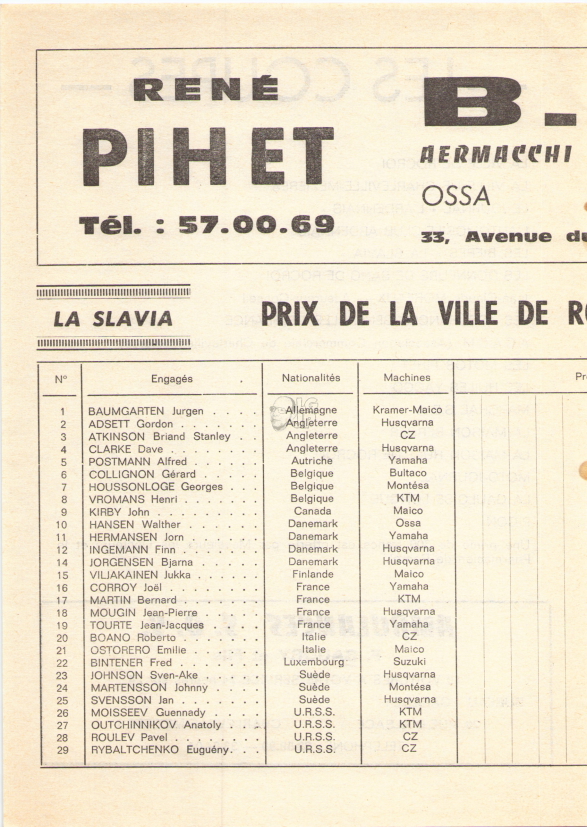 RENÉ
PIHET
Tél. : 57.00.69
B.
AERMACCHI
OSSA
33, Avenue du
LA SLAVIA
PRIX DE LA VILLE DE
N° Engagés . Nationalités Machines
1 BAUMGARTEN Jurgen . . . . Allemagne Kramer-Maico
2 ADSETT Gordon . . . . . Angleterre Husqvarna
3 ATKINSON Briand Stanley . . Angleterre CZ
4 CLARKE Dave . . . . . . Angleterre Husqvarna
5 POSTMANN Alfred . . . . Autriche Yamaha
6 COLLIGNON Gérard . . . . Belgique Bultaco
7 HOUSSONLOGE Georges . . . Belgique Montésa
8 VROMANS Henri . . . . . Belgique KTM
9 KIRBY John . . . . . . . Canada Maico
10 HANSEN Walther . . . . . Danemark Ossa
11 HERMANSEN Jorn . . . . . Danemark Yamaha
12 INGEMANN Finn . . . . . Danemark Husqvarna
14 JORGENSEN Bjarna . . . . Danemark Husqvarna
15 VILJAKAINEN Jukka . . . . Finlande Maico
16 CORROY Joël . . . . . . France Yamaha
17 MARTIN Bernard . . . . . France KTM
18 MOUGIN Jean-Pierre . . . . France Husqvarna
19 TOURTE Jean-Jacques . . . France Yamaha
20 BOANO Roberto . . . . . Italie CZ
21 OSTORERO Emilie . . . . Italie Maico
22 BINTENER Fred . . . . . Luxembourg Suzuki
23 JOHNSON Sven-Ake . . . . Suède Husqvarna
24 MARTENSSON Johnny . . . . Suède Montésa
25 SVENSSON Jan . . . . . . Suède Husqvarna
26 MOISSEEV Guennady . . . . U.R.S.S. KTM
27 OUTCHINNIKOV Anatoly . . . U.R.S.S. KTM
28 ROULEV Pavel . . . . . . U.R.S.S. CZ
29 RYBALTCHENKO Euguény. . . U.R.S.S. CZ